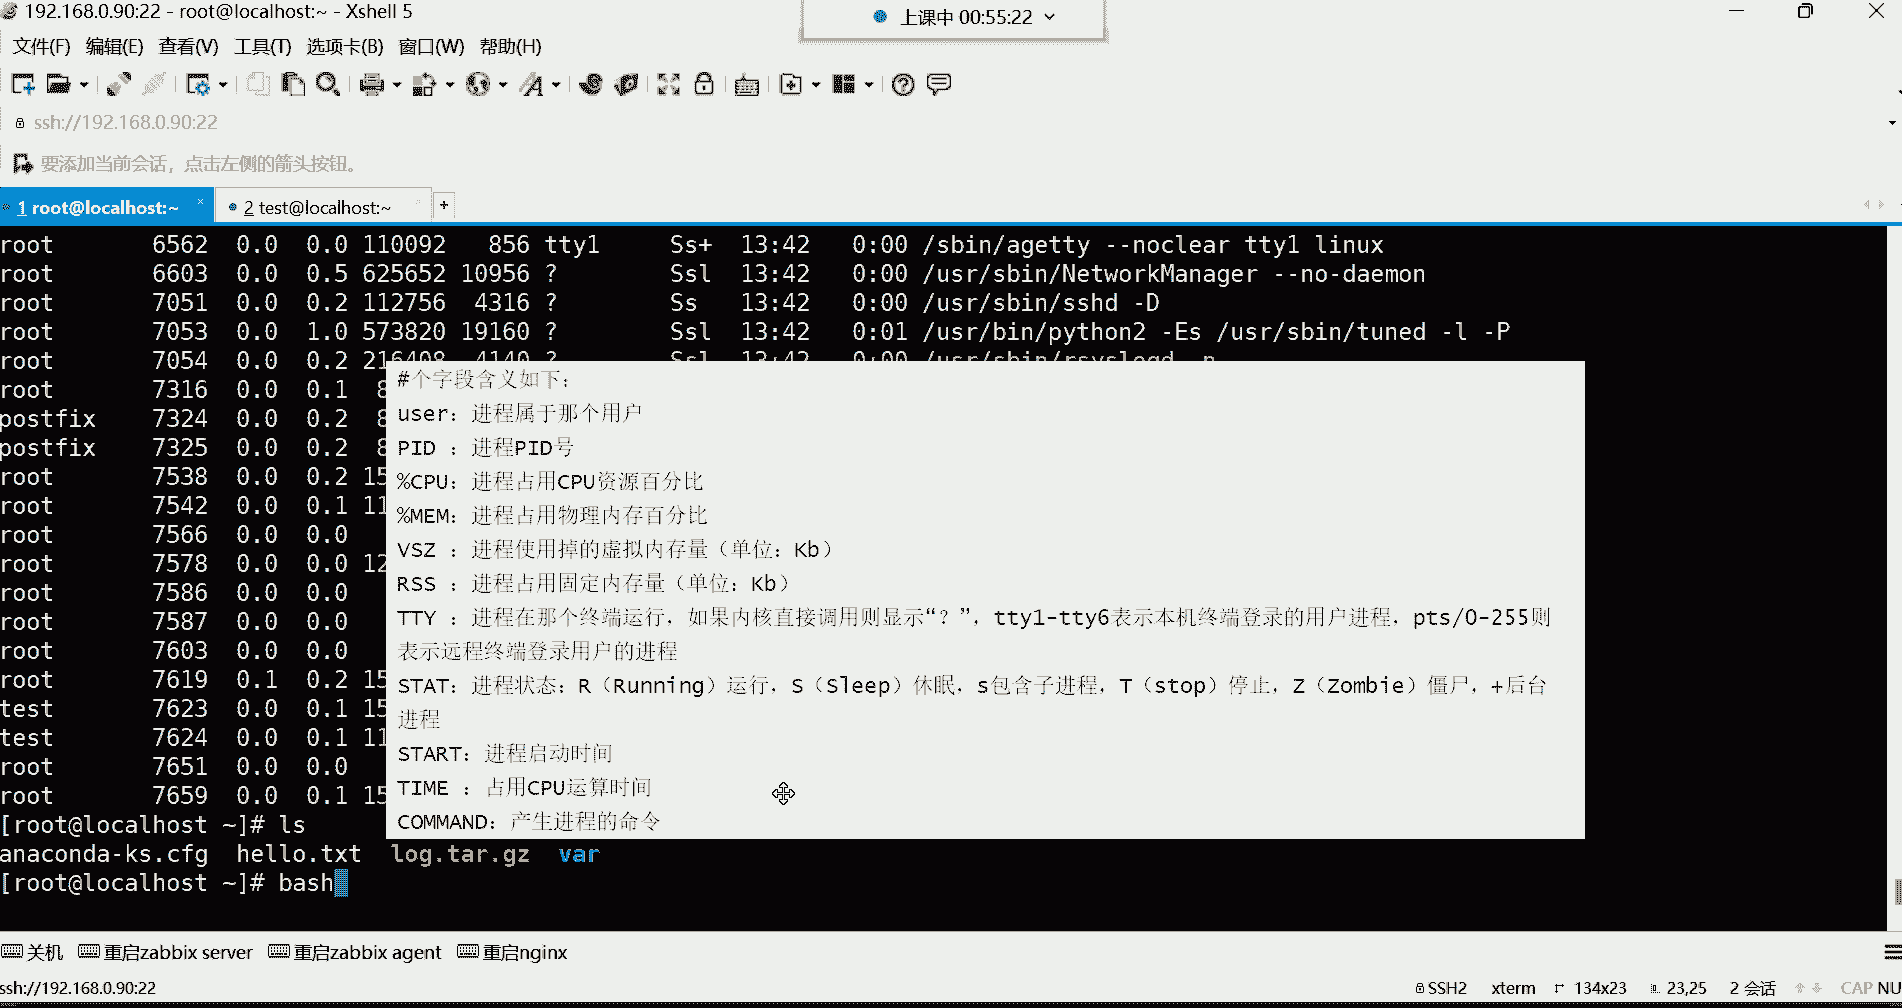 192.168.0.90:22 - root@localhost:~ - Xshell 5
上课中 00:55:22
文件(F) 编辑(E) 查看(V) 工具(T) 选项卡(B) 窗口(W) 帮助(H)
ssh://192.168.0.90:22
要添加当前会话，点击左侧的箭头按钮。
1 root@localhost:~ × 2 test@localhost:~ +
root 6562 0.0 0.0 110092 856 tty1 Ss+ 13:42 0:00 /sbin/agetty --noclear tty1 linux
root 6603 0.0 0.5 625652 10956 ? Ssl 13:42 0:00 /usr/sbin/NetworkManager --no-daemon
root 7051 0.0 0.2 112756 4316 ? Ss 13:42 0:00 /usr/sbin/sshd -D
root 7053 0.0 1.0 573820 19160 ? Ssl 13:42 0:01 /usr/bin/python2 -Es /usr/sbin/tuned -l -P
root 7054 0.0 0.2 216408 4140 ? Ssl 13:42 0:00 /usr/sbin/rsyslogd -n
root 7316 0.0 0.1 8
postfix 7324 0.0 0.2 8
postfix 7325 0.0 0.2 8
root 7538 0.0 0.2 15
root 7542 0.0 0.1 11
root 7566 0.0 0.0
root 7578 0.0 0.0 12
root 7586 0.0 0.0
root 7587 0.0 0.0
root 7603 0.0 0.0
root 7619 0.1 0.2 15
test 7623 0.0 0.1 15
test 7624 0.0 0.1 11
root 7651 0.0 0.0
root 7659 0.0 0.1 15
#个字段含义如下：
user：进程属于那个用户
PID ：进程PID号
%CPU：进程占用CPU资源百分比
%MEM：进程占用物理内存百分比
VSZ ：进程使用掉的虚拟内存量（单位：Kb）
RSS ：进程占用固定内存量（单位：Kb）
TTY ：进程在那个终端运行，如果内核直接调用则显示“？”，tty1-tty6表示本机终端登录的用户进程，pts/0-255则
表示远程终端登录用户的进程
STAT：进程状态：R（Running）运行，S（Sleep）休眠，s包含子进程，T（stop）停止，Z（Zombie）僵尸，+后台
进程
START：进程启动时间
TIME ：占用CPU运算时间
COMMAND：产生进程的命令
[root@localhost ~]# ls
anaconda-ks.cfg hello.txt log.tar.gz var
[root@localhost ~]# bash
关机 重启zabbix server 重启zabbix agent 重启nginx
ssh://192.168.0.90:22 SSH2 xterm 134x23 23,25 2 会话 CAP NU